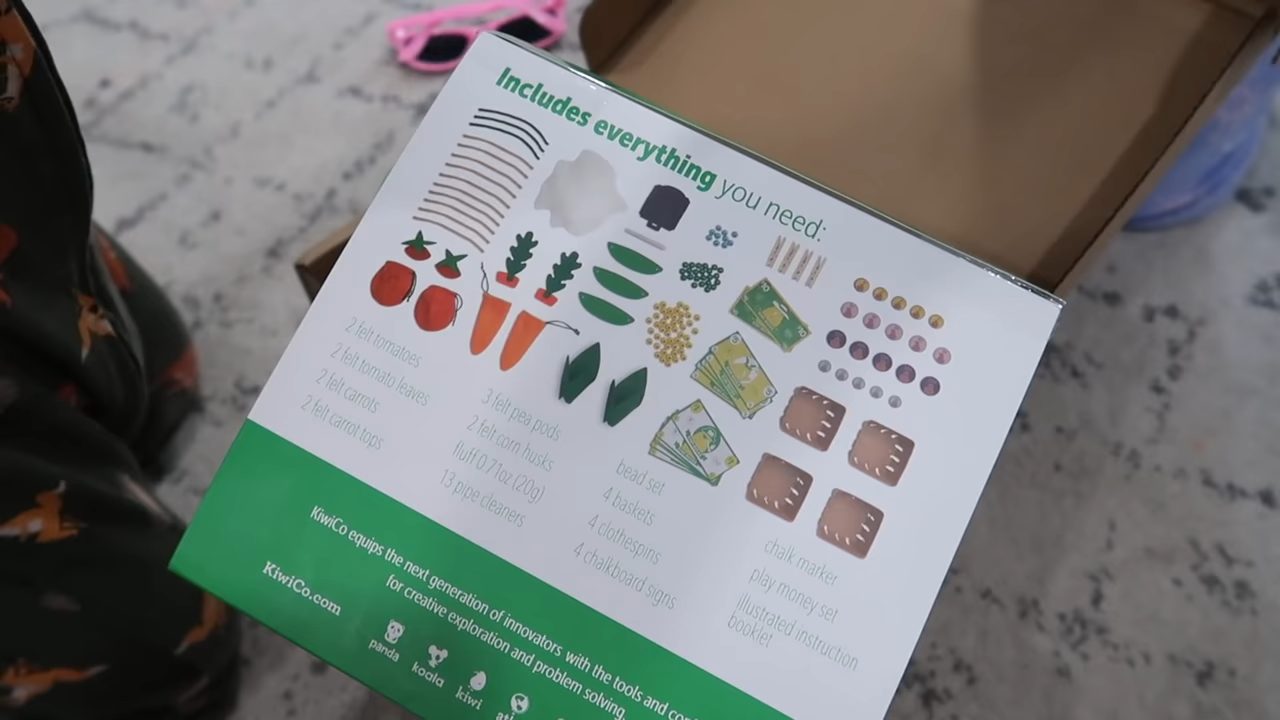 Includes everything you need:
2 felt tomatoes
2 felt tomato leaves
2 felt carrots
2 felt carrot tops
3 felt pea pods
2 felt corn husks
fluff 0.71oz (20g)
13 pipe cleaners
bead set
4 baskets
4 clothespins
4 chalkboard signs
chalk marker
play money set
illustrated instruction
booklet
KiwiCo equips the next generation of innovators with the tools and
for creative exploration and problem solving.
KiwiCo.com
panda
koala
kiwi